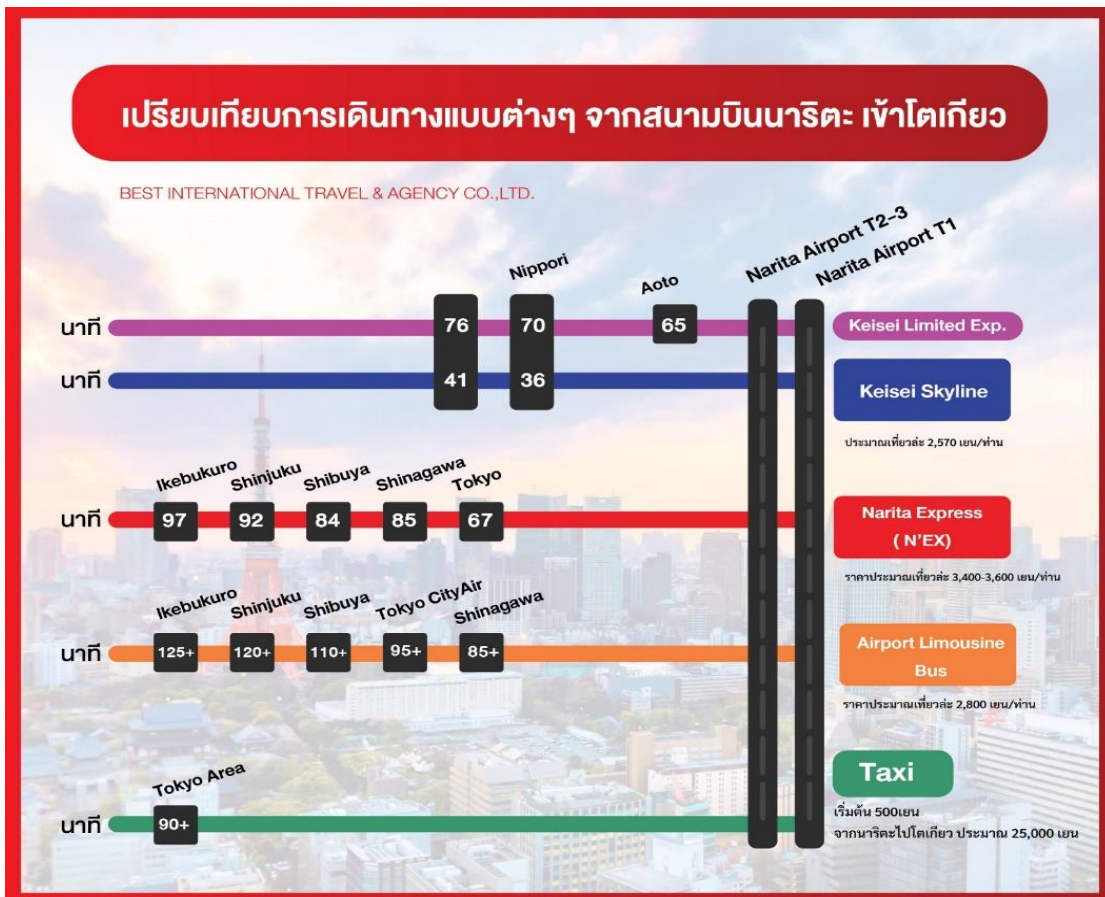 เปรียบเทียบการเดินทางแบบต่างๆ จากสนามบินนาริตะ เข้าโตเกียว
BEST INTERNATIONAL TRAVEL & AGENCY CO.,LTD.
Nippori
Aoto
Narita Airport T2-3
Narita Airport T1
นาที
76
70
65
Keisei Limited Exp.
นาที
41
36
Keisei Skyline
ประมาณเที่ยวล่ะ 2,570 เยน/ท่าน
Ikebukuro
Shinjuku
Shibuya
Shinagawa
Tokyo
นาที
97
92
84
85
67
Narita Express
( N'EX)
ราคาประมาณเที่ยวล่ะ 3,400-3,600 เยน/ท่าน
Ikebukuro
Shinjuku
Shibuya
Tokyo CityAir
Shinagawa
นาที
125+
120+
110+
95+
85+
Airport Limousine
Bus
ราคาประมาณเที่ยวล่ะ 2,800 เยน/ท่าน
Tokyo Area
นาที
90+
Taxi
เริ่มต้น 500เยน
จากนาริตะไปโตเกียว ประมาณ 25,000 เยน